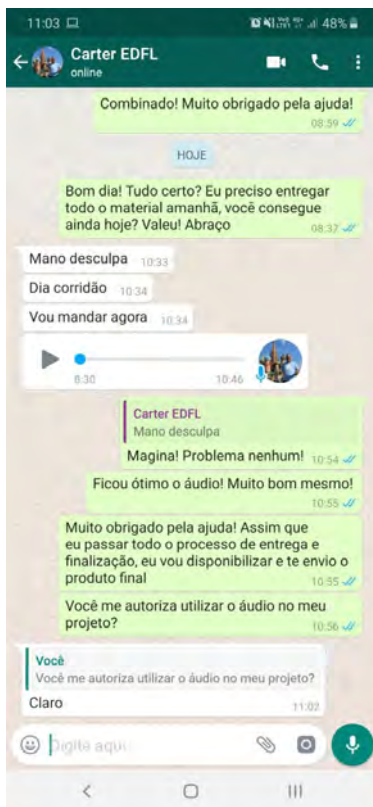 11:03 48%
Carter EDFL
online
Combinado! Muito obrigado pela ajuda!
08:59
HOJE
Bom dia! Tudo certo? Eu preciso entregar
todo o material amanhã, você consegue
ainda hoje? Valeu! Abraço
08:37
Mano desculpa 10:33
Dia corridão 10:34
Vou mandar agora 10:34
6:30 10:46
Carter EDFL
Mano desculpa
Magina! Problema nenhum! 10:54
Ficou ótimo o áudio! Muito bom mesmo!
10:55
Muito obrigado pela ajuda! Assim que
eu passar todo o processo de entrega e
finalização, eu vou disponibilizar e te envio o
produto final
10:55
Você me autoriza utilizar o áudio no meu
projeto?
10:56
Você
Você me autoriza utilizar o áudio no meu projeto?
Claro
11:02
Digite aqui...